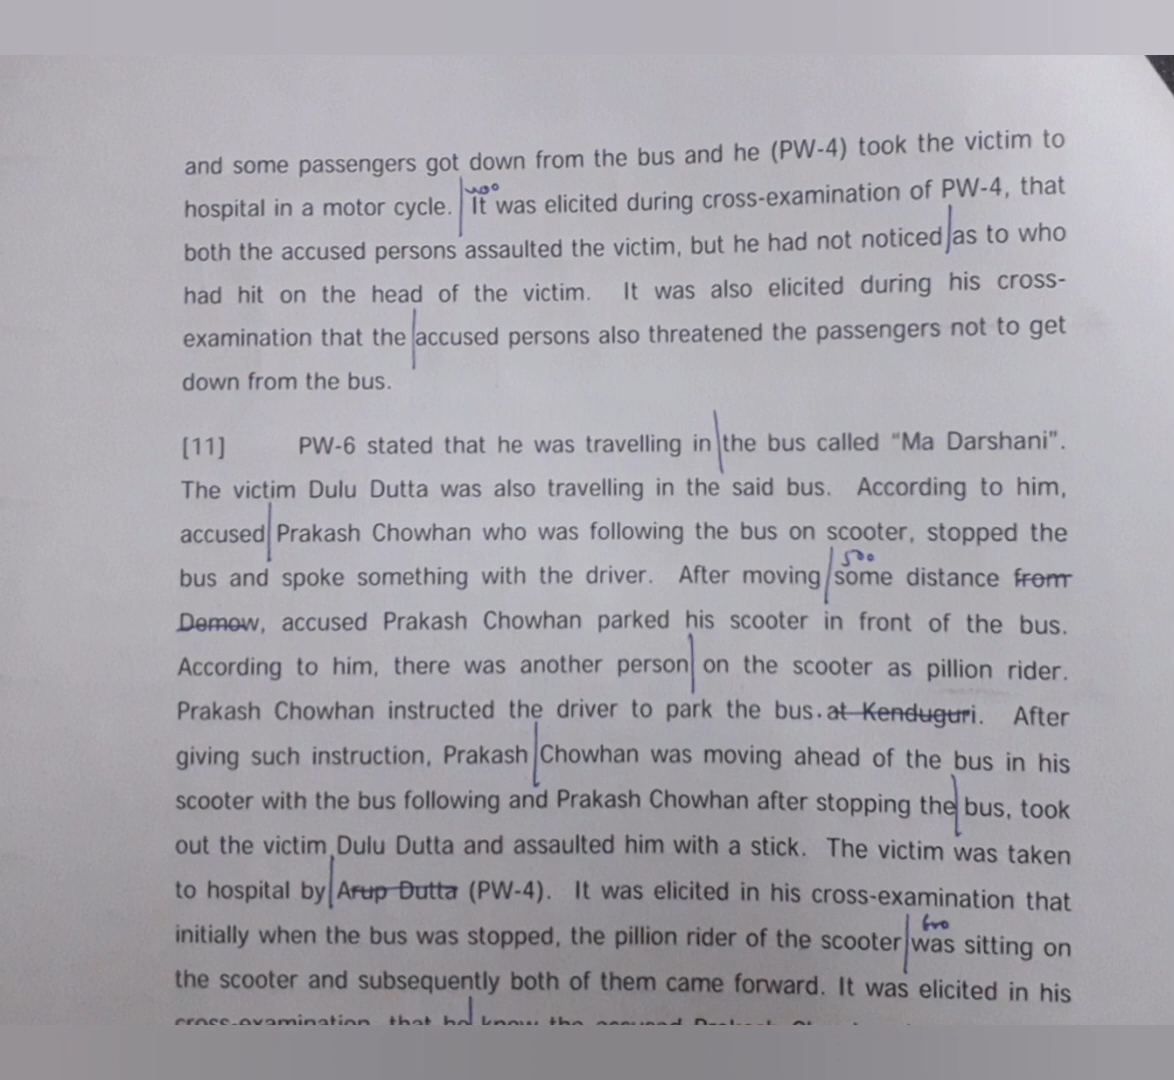 and some passengers got down from the bus and he (PW-4) took the victim to
400
hospital in a motor cycle. It was elicited during cross-examination of PW-4, that
both the accused persons assaulted the victim, but he had not noticed as to who
had hit on the head of the victim. It was also elicited during his cross-
examination that the accused persons also threatened the passengers not to get
down from the bus.
[11] PW-6 stated that he was travelling in the bus called “Ma Darshani”.
The victim Dulu Dutta was also travelling in the said bus. According to him,
accused Prakash Chowhan who was following the bus on scooter, stopped the
500
bus and spoke something with the driver. After moving some distance from
Demow, accused Prakash Chowhan parked his scooter in front of the bus.
According to him, there was another person on the scooter as pillion rider.
Prakash Chowhan instructed the driver to park the bus. at Kenduguri. After
giving such instruction, Prakash Chowhan was moving ahead of the bus in his
scooter with the bus following and Prakash Chowhan after stopping the bus, took
out the victim Dulu Dutta and assaulted him with a stick. The victim was taken
to hospital by Arup Dutta (PW-4). It was elicited in his cross-examination that
600
initially when the bus was stopped, the pillion rider of the scooter was sitting on
the scooter and subsequently both of them came forward. It was elicited in his
cross-examination that he know the accused